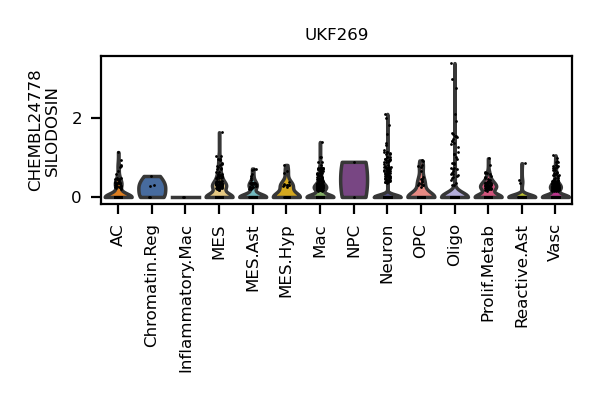 UKF269
CHEMBL24778
SILODOSIN
2
0
AC
Chromatin.Reg
Inflammatory.Mac
MES
MES.Ast
MES.Hyp
Mac
NPC
Neuron
OPC
Oligo
Prolif.Metab
Reactive.Ast
Vasc